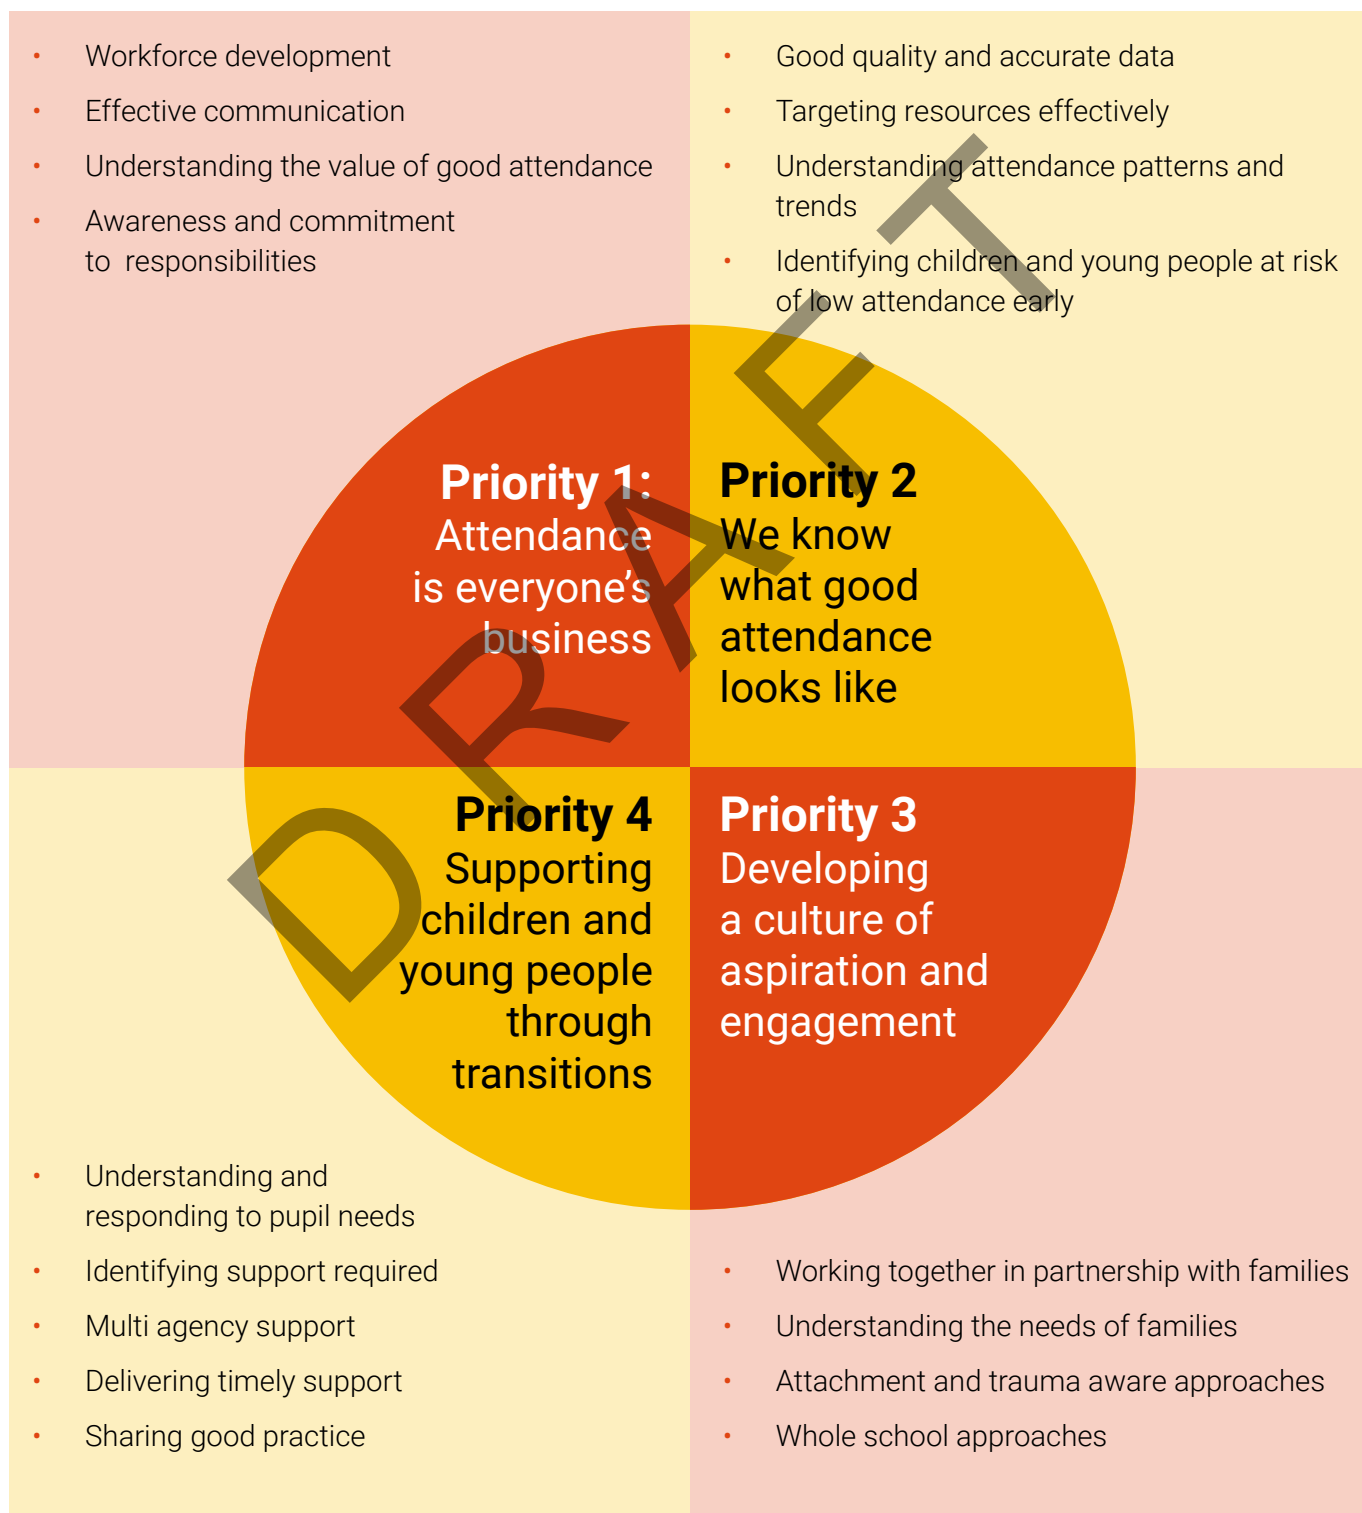 • Workforce development
• Effective communication
• Understanding the value of good attendance
• Awareness and commitment
to responsibilities
• Good quality and accurate data
• Targeting resources effectively
• Understanding attendance patterns and
trends
• Identifying children and young people at risk
of low attendance early
Priority 1:
Attendance
is everyone’s
business
Priority 2
We know
what good
attendance
looks like
Priority 4
Supporting
children and
young people
through
transitions
Priority 3
Developing
a culture of
aspiration and
engagement
• Understanding and
responding to pupil needs
• Identifying support required
• Multi agency support
• Delivering timely support
• Sharing good practice
• Working together in partnership with families
• Understanding the needs of families
• Attachment and trauma aware approaches
• Whole school approaches
DRAFT